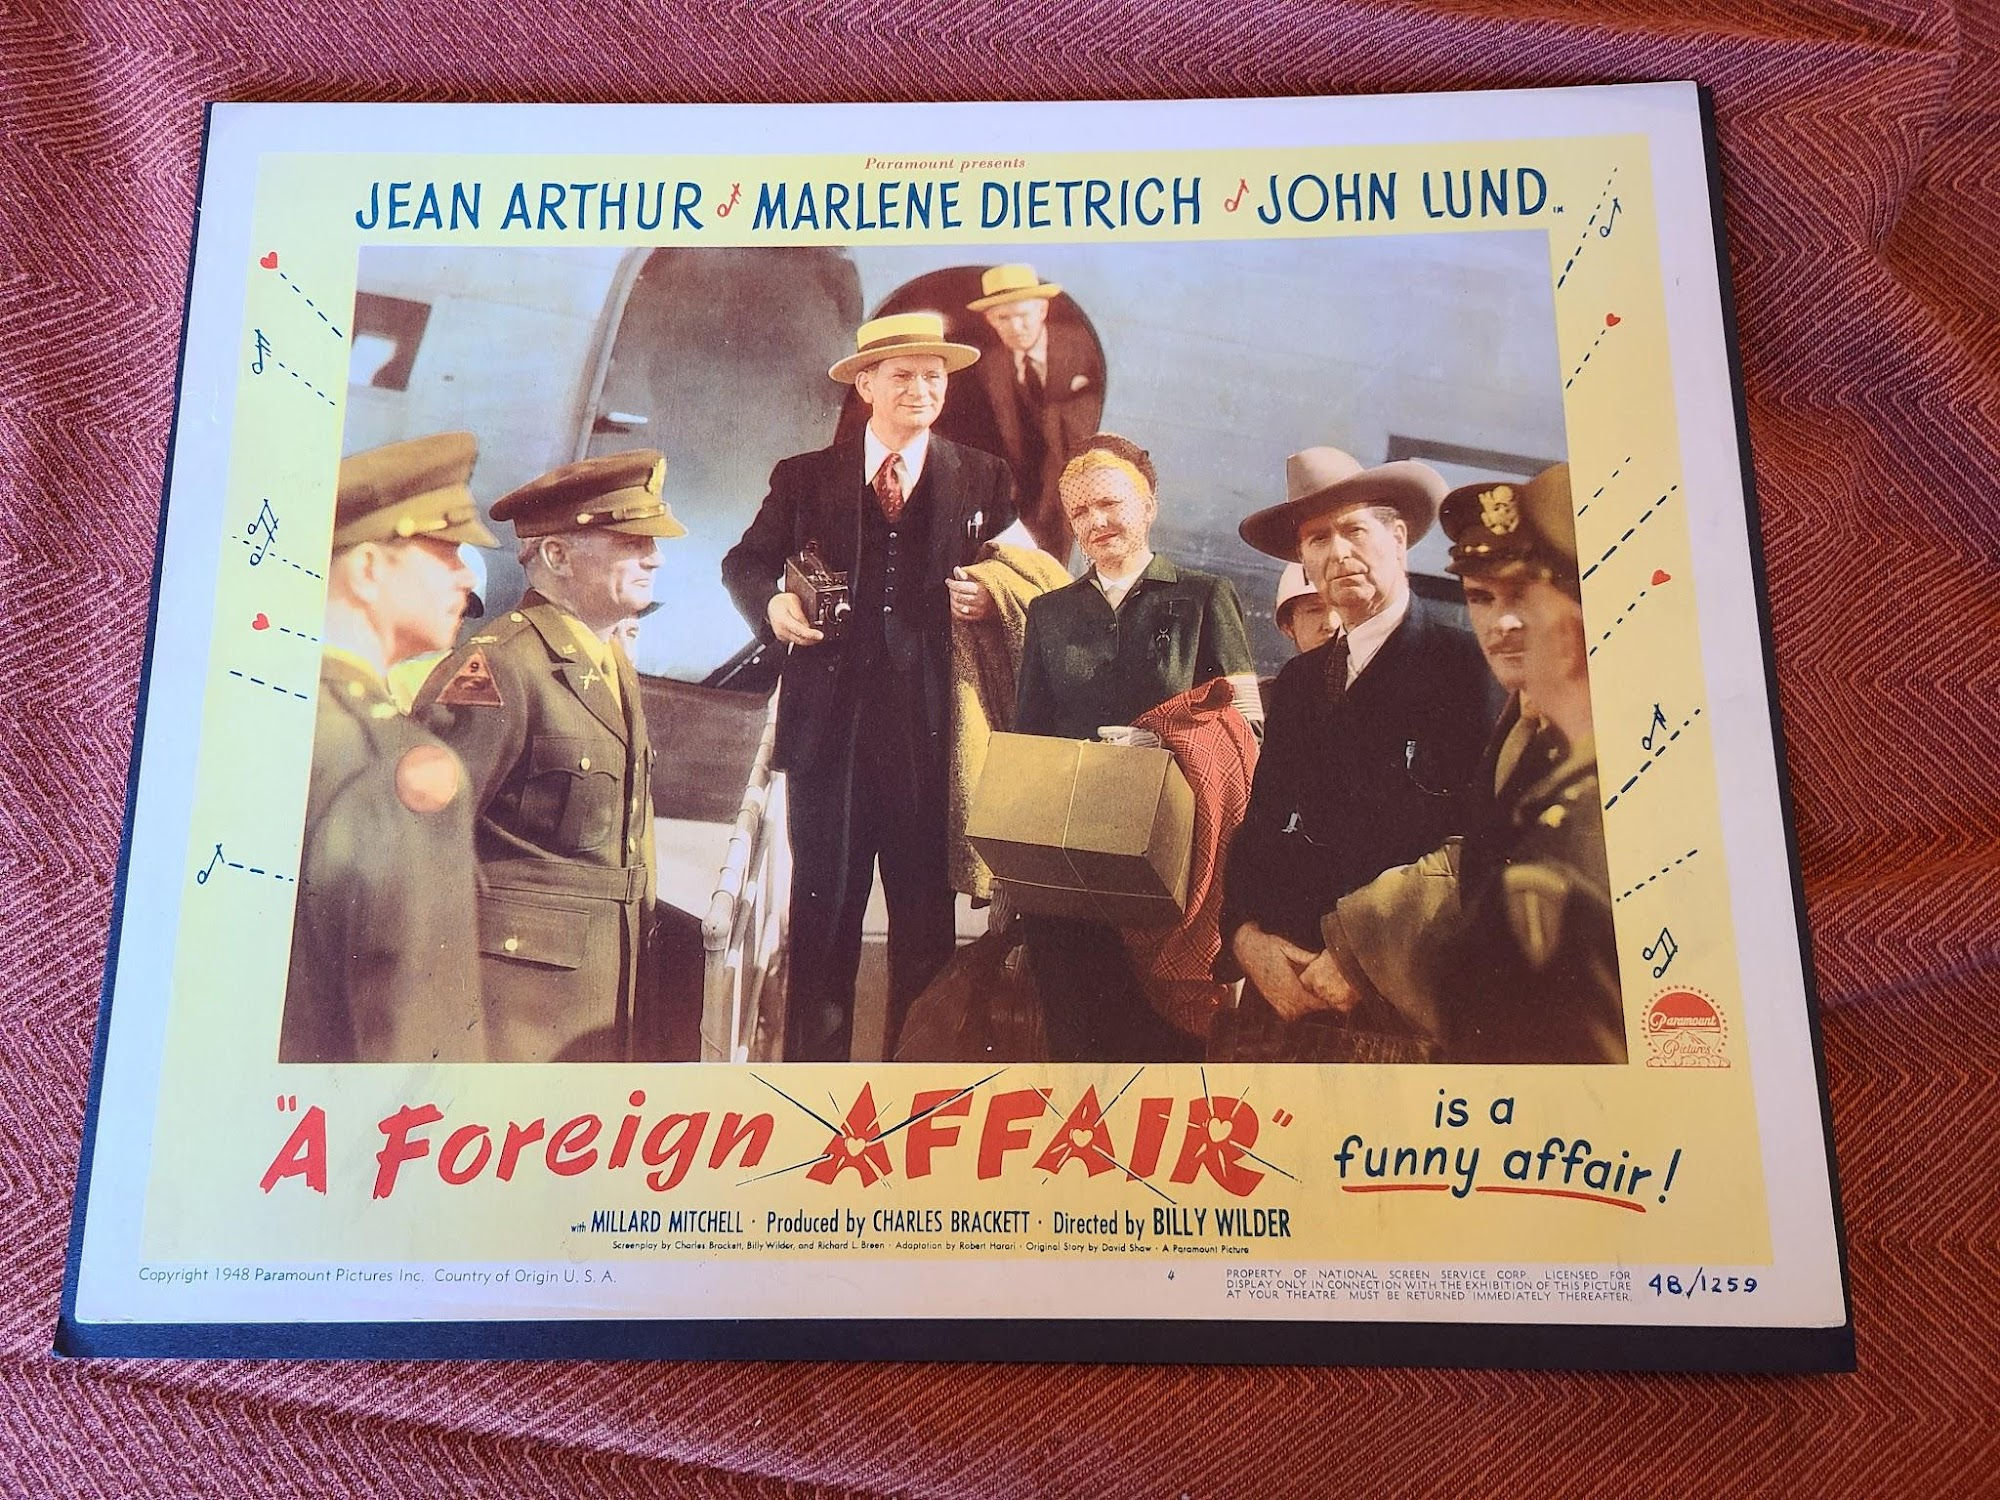 Paramount presents
JEAN ARTHUR MARLENE DIETRICH JOHN LUND IN
9
Paramount
Pictures
"A Foreign AFFAIR" is a
funny affair!
with MILLARD MITCHELL · Produced by CHARLES BRACKETT · Directed by BILLY WILDER
Screenplay by Charles Brackett, Billy Wilder, and Richard L. Breen · Adaptation by Robert Harari · Original Story by David Shaw · A Paramount Picture
Copyright 1948 Paramount Pictures Inc. Country of Origin U. S. A.
4
PROPERTY OF NATIONAL SCREEN SERVICE CORP. LICENSED FOR
DISPLAY ONLY IN CONNECTION WITH THE EXHIBITION OF THIS PICTURE
AT YOUR THEATRE. MUST BE RETURNED IMMEDIATELY THEREAFTER.
48/1259